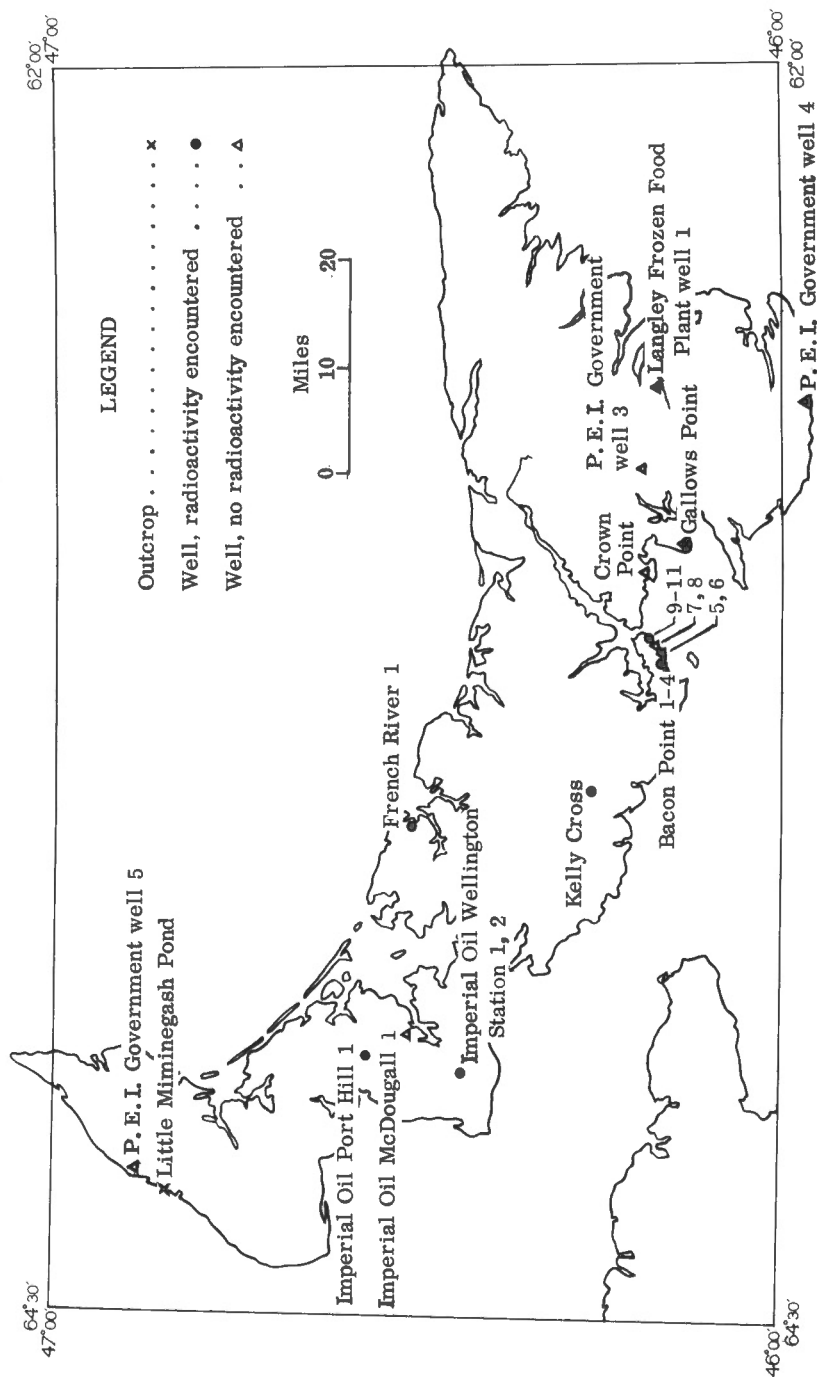 64°30′
47°00′
62°00′
47°00′
LEGEND
Outcrop . . . . . . . . . . . . . . . . . x
Well, radioactivity encountered . . . . ●
Well, no radioactivity encountered . . △
Miles
0 10 20
P. E. I. Government well 5
Little Miminegash Pond
Imperial Oil Port Hill 1
Imperial Oil McDougall 1
French River 1
Imperial Oil Wellington
Station 1, 2
Kelly Cross
Crown
Point
P. E. I. Government
well 3
Langley Frozen Food
Plant well 1
Gallows Point
9-11
7, 8
5, 6
Bacon Point 1-4
P. E. I. Government well 4
46°00′
64°30′
46°00′
62°00′